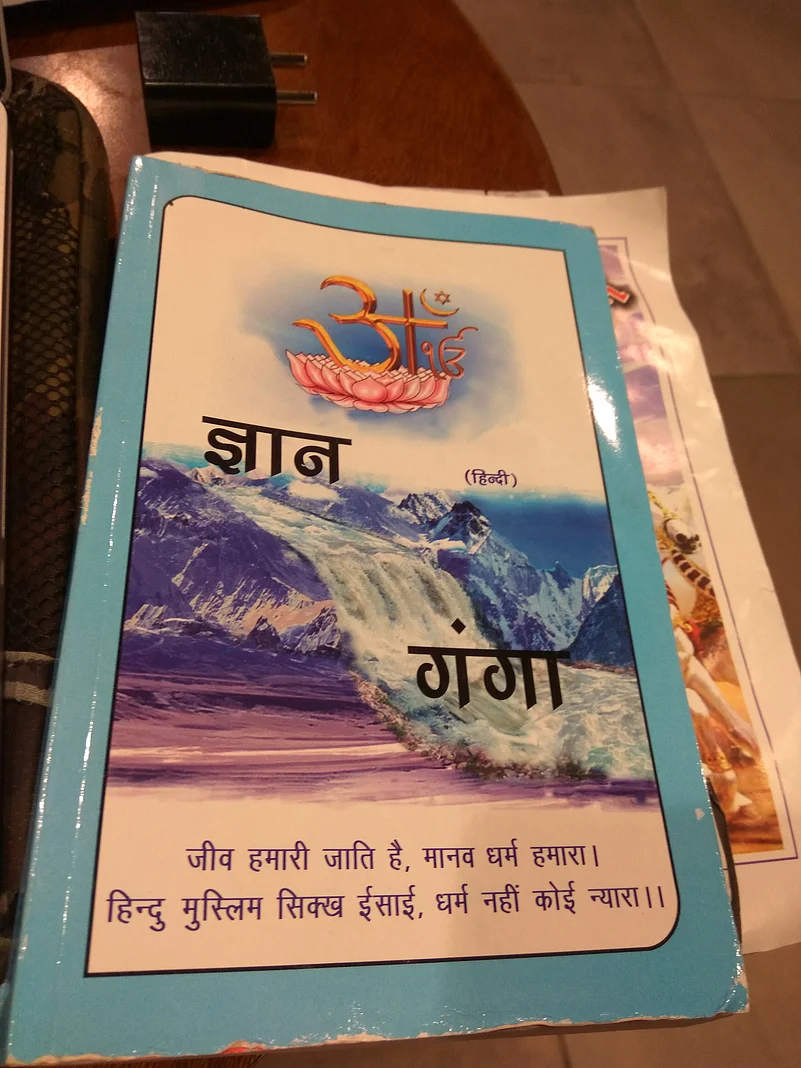 ज्ञान
(हिन्दी)
गंगा
जीव हमारी जाति है, मानव धर्म हमारा।
हिन्दु मुस्लिम सिक्ख ईसाई, धर्म नहीं कोई न्यारा।।